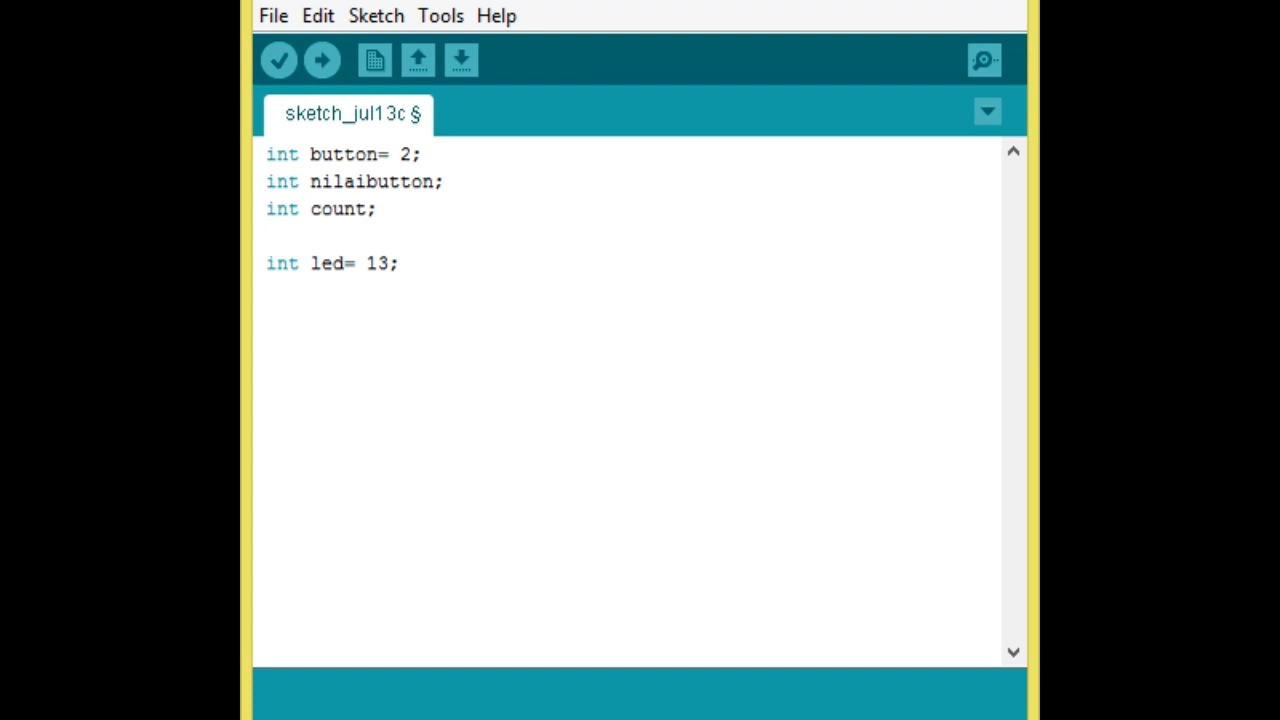 File Edit Sketch Tools Help
sketch_jul13c §
int button= 2;
int nilaibutton;
int count;
int led= 13;